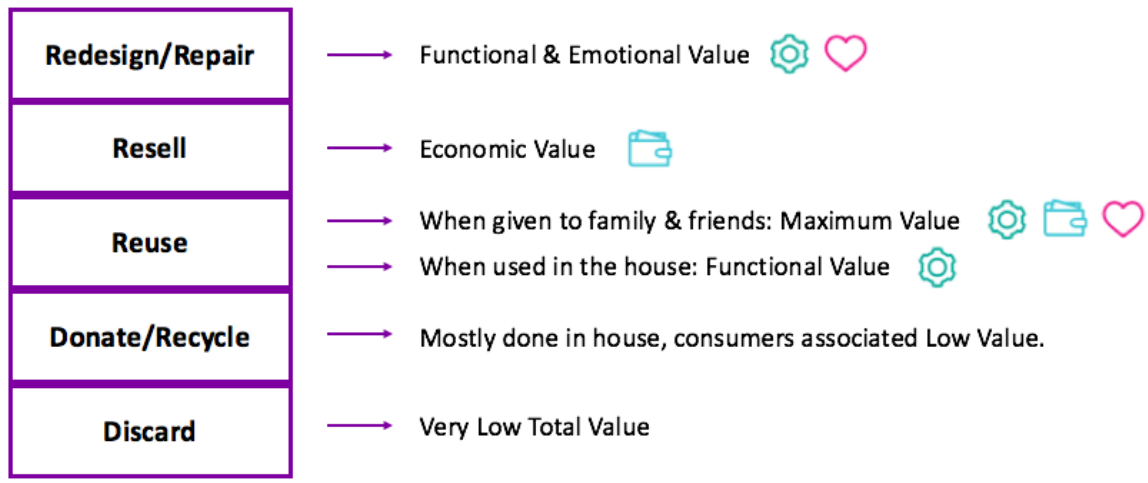 Redesign/Repair
Functional & Emotional Value
Resell
Economic Value
Reuse
When given to family & friends: Maximum Value
When used in the house: Functional Value
Donate/Recycle
Mostly done in house, consumers associated Low Value.
Discard
Very Low Total Value